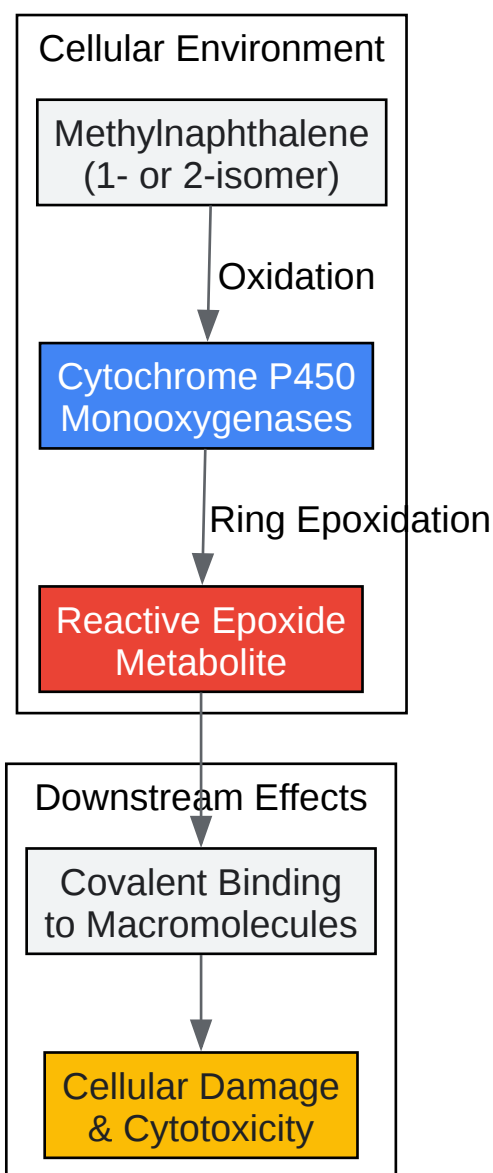 Cellular Environment
Methylnaphthalene
(1- or 2-isomer)
Oxidation
Cytochrome P450
Monooxygenases
Ring Epoxidation
Reactive Epoxide
Metabolite
Downstream Effects
Covalent Binding
to Macromolecules
Cellular Damage
& Cytotoxicity